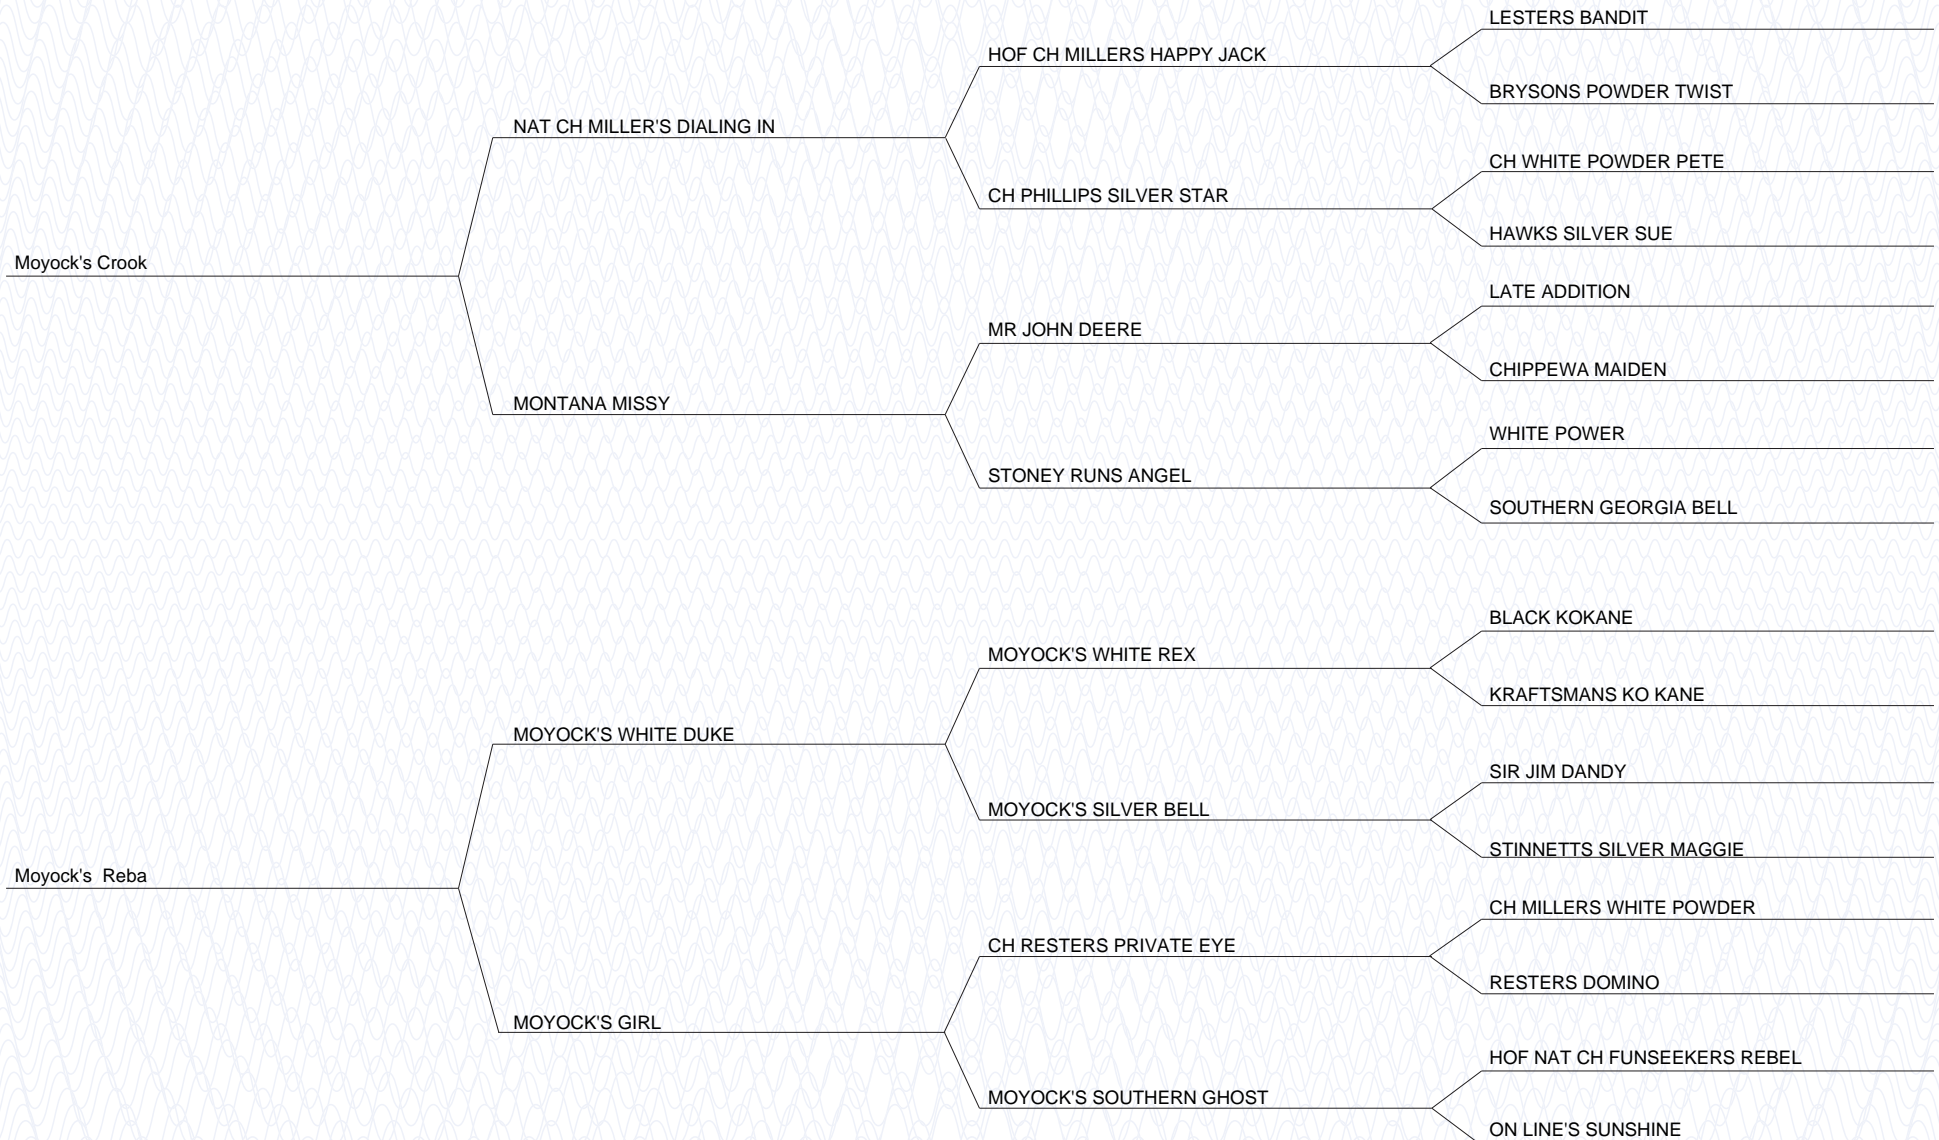 LESTERS BANDIT
HOF CH MILLERS HAPPY JACK
BRYSONS POWDER TWIST
NAT CH MILLER'S DIALING IN
CH WHITE POWDER PETE
CH PHILLIPS SILVER STAR
HAWKS SILVER SUE
Moyock's Crook
LATE ADDITION
MR JOHN DEERE
CHIPPEWA MAIDEN
MONTANA MISSY
WHITE POWER
STONEY RUNS ANGEL
SOUTHERN GEORGIA BELL
BLACK KOKANE
MOYOCK'S WHITE REX
KRAFTSMANS KO KANE
MOYOCK'S WHITE DUKE
SIR JIM DANDY
MOYOCK'S SILVER BELL
STINNETTS SILVER MAGGIE
Moyock's  Reba
CH MILLERS WHITE POWDER
CH RESTERS PRIVATE EYE
RESTERS DOMINO
MOYOCK'S GIRL
HOF NAT CH FUNSEEKERS REBEL
MOYOCK'S SOUTHERN GHOST
ON LINE'S SUNSHINE